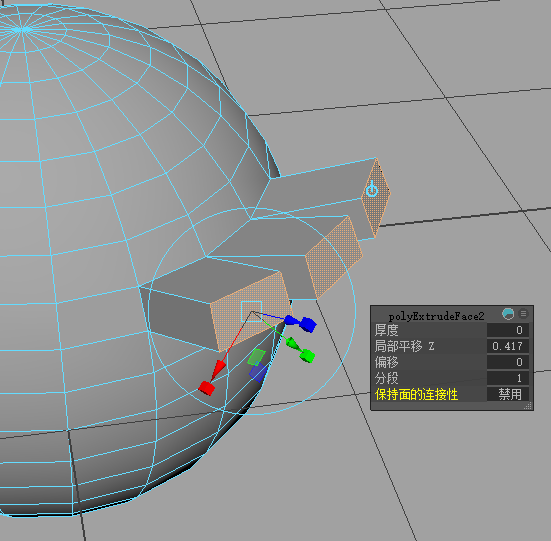 polyExtrudeFace2
厚度 0
局部平移 Z 0.417
偏移 0
分段 1
保持面的连接性 禁用